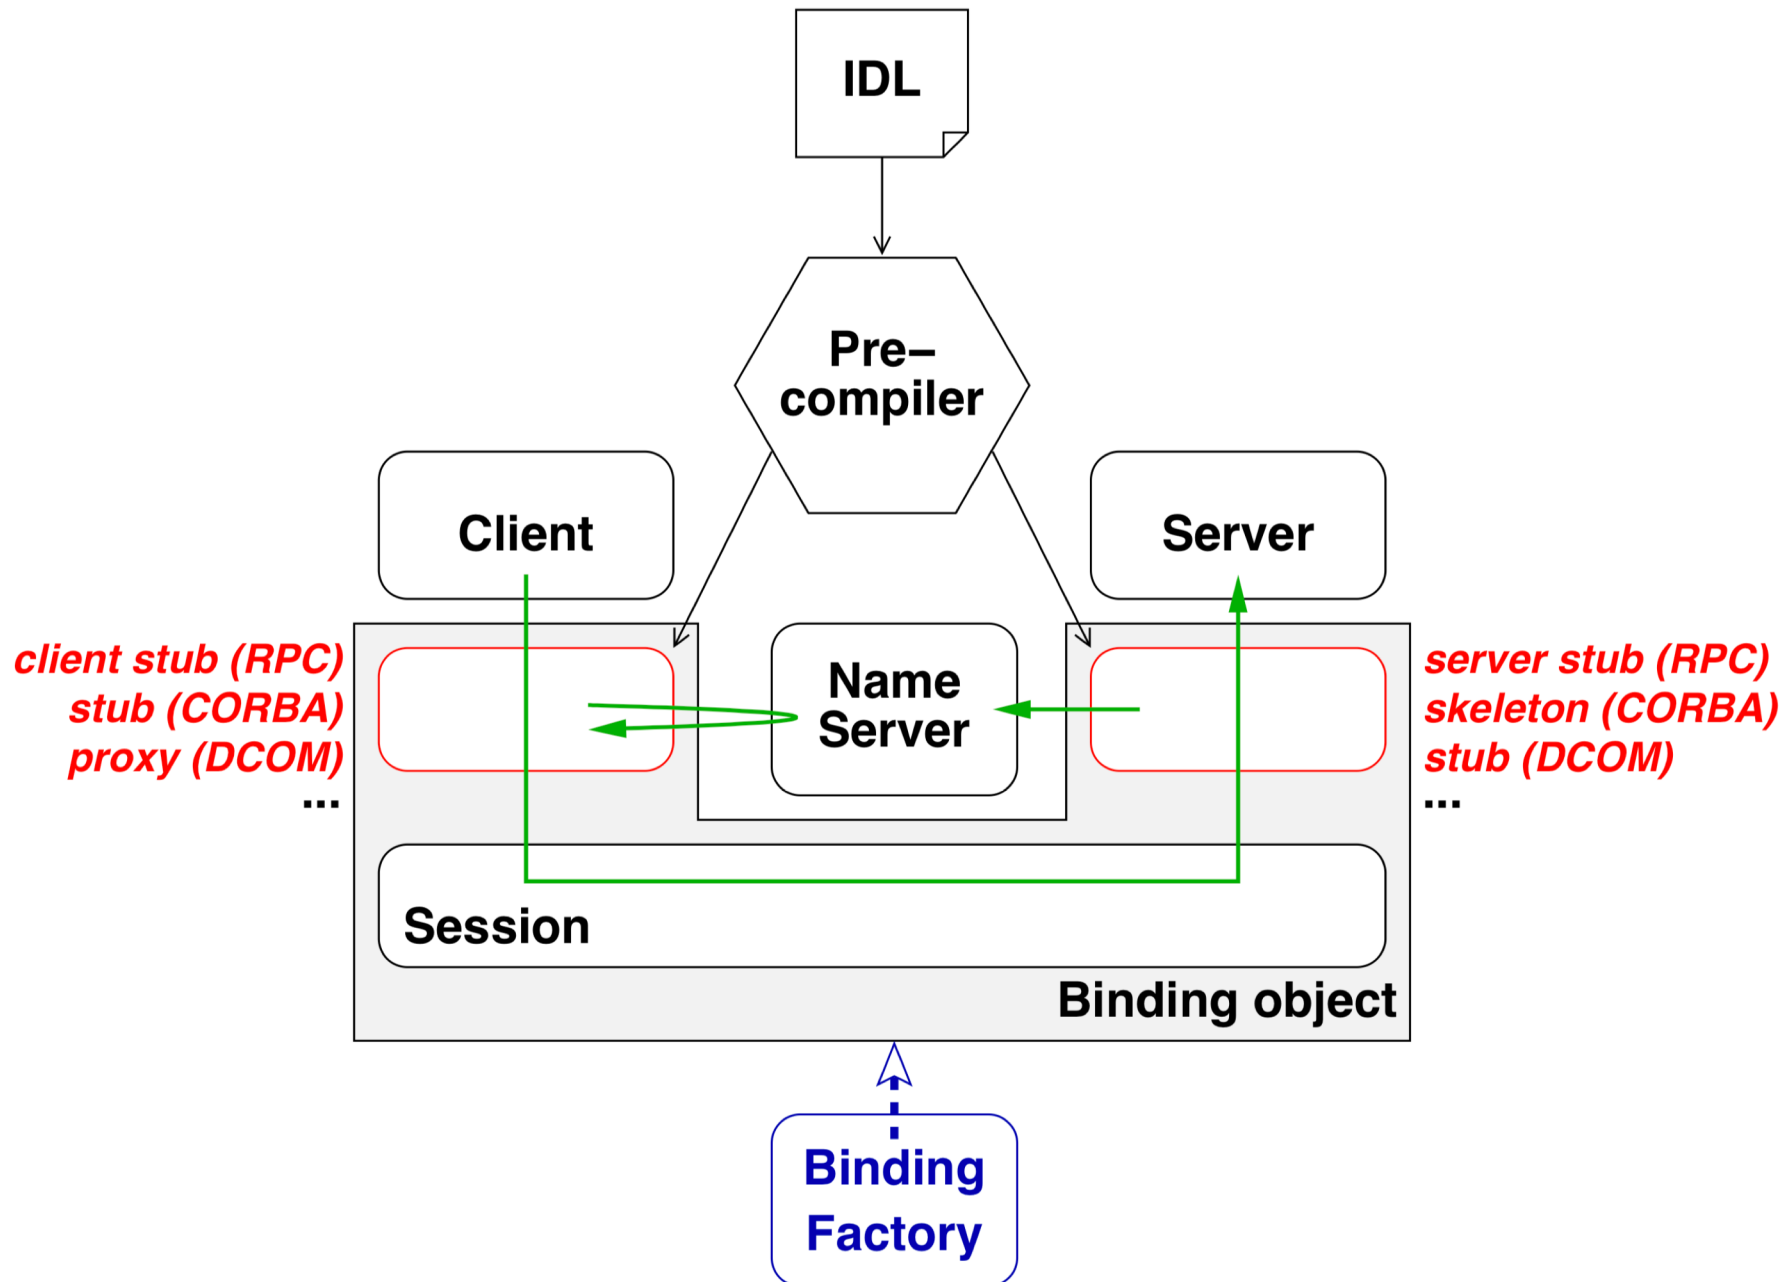 IDL
Pre–
compiler
Client
Server
client stub (RPC)
stub (CORBA)
proxy (DCOM)
...
Name
Server
server stub (RPC)
skeleton (CORBA)
stub (DCOM)
...
Session
Binding object
Binding
Factory